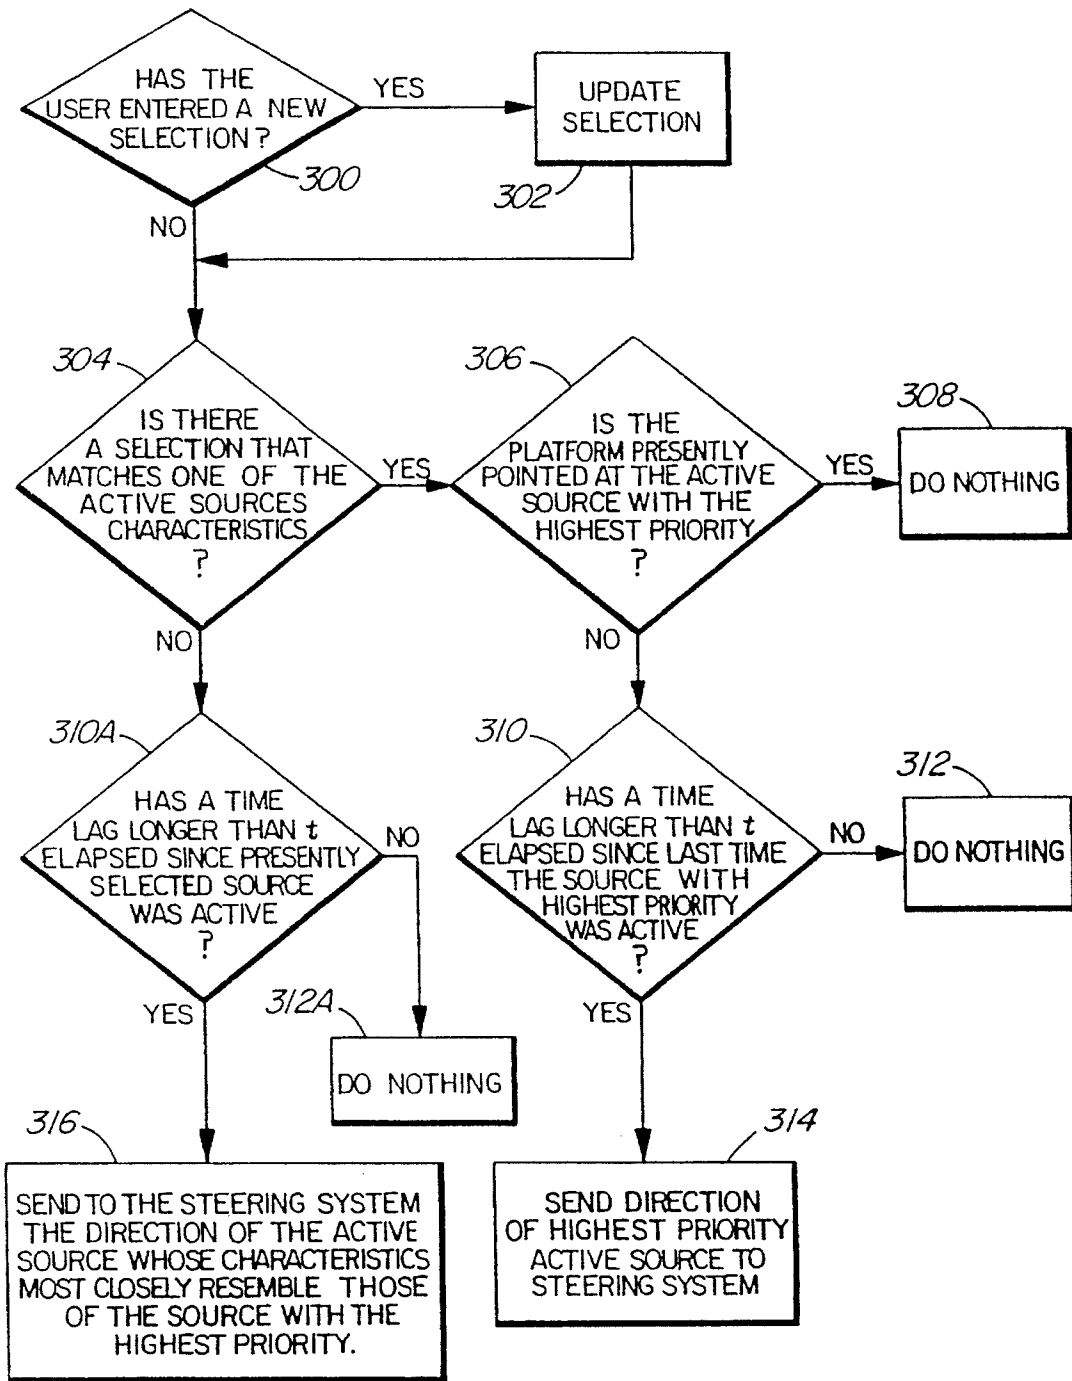 HAS THE
USER ENTERED A NEW
SELECTION?
YES
UPDATE
SELECTION
300
302
NO
304
306
308
IS THERE
A SELECTION THAT
MATCHES ONE OF THE
ACTIVE SOURCES
CHARACTERISTICS
?
YES
IS THE
PLATFORM PRESENTLY
POINTED AT THE ACTIVE
SOURCE WITH THE
HIGHEST PRIORITY
?
YES
DO NOTHING
NO
NO
310A
310
312
HAS A TIME
LAG LONGER THAN t
ELAPSED SINCE PRESENTLY
SELECTED SOURCE
WAS ACTIVE
?
NO
HAS A TIME
LAG LONGER THAN t
ELAPSED SINCE LAST TIME
THE SOURCE WITH
HIGHEST PRIORITY
WAS ACTIVE
?
NO
DO NOTHING
YES
312A
DO NOTHING
YES
316
314
SEND TO THE STEERING SYSTEM
THE DIRECTION OF THE ACTIVE
SOURCE WHOSE CHARACTERISTICS
MOST CLOSELY RESEMBLE THOSE
OF THE SOURCE WITH THE
HIGHEST PRIORITY.
SEND DIRECTION
OF HIGHEST PRIORITY
ACTIVE SOURCE TO
STEERING SYSTEM